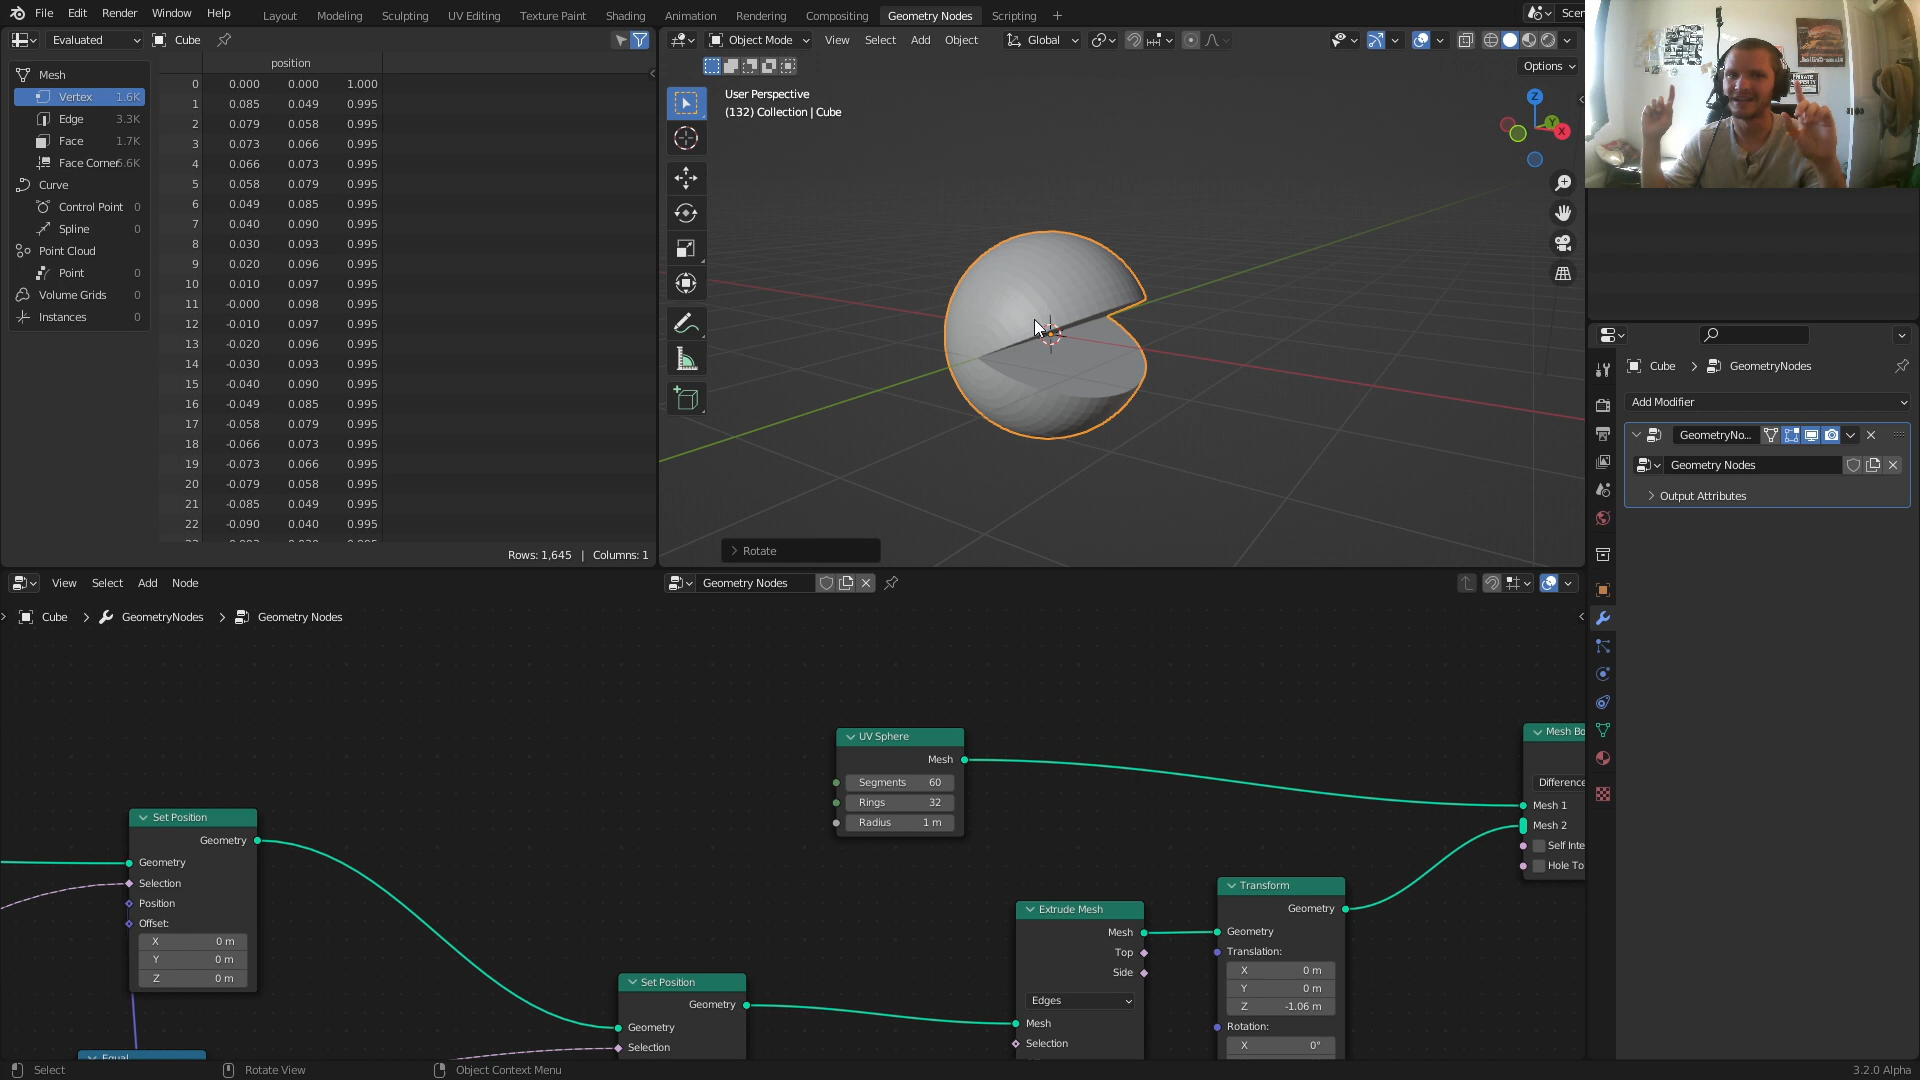 File Edit Render Window Help
Layout Modeling Sculpting UV Editing Texture Paint Shading Animation Rendering Compositing Geometry Nodes Scripting +
Scen
Evaluated Cube
Object Mode View Select Add Object Global
Options
position
Mesh
Vertex 1.6K
Edge 3.3K
Face 1.7K
Face Corner 6.6K
Curve
Control Point 0
Spline 0
Point Cloud
Point 0
Volume Grids 0
Instances 0
0 0.000 0.000 1.000
1 0.085 0.049 0.995
2 0.079 0.058 0.995
3 0.073 0.066 0.995
4 0.066 0.073 0.995
5 0.058 0.079 0.995
6 0.049 0.085 0.995
7 0.040 0.090 0.995
8 0.030 0.093 0.995
9 0.020 0.096 0.995
10 0.010 0.097 0.995
11 -0.000 0.098 0.995
12 -0.010 0.097 0.995
13 -0.020 0.096 0.995
14 -0.030 0.093 0.995
15 -0.040 0.090 0.995
16 -0.049 0.085 0.995
17 -0.058 0.079 0.995
18 -0.066 0.073 0.995
19 -0.073 0.066 0.995
20 -0.079 0.058 0.995
21 -0.085 0.049 0.995
22 -0.090 0.040 0.995
Rows: 1,645 | Columns: 1
User Perspective
(132) Collection | Cube
Z
Y
X
Rotate
PRIVATE
Cube > GeometryNodes
Add Modifier
GeometryNo...
Geometry Nodes
Output Attributes
View Select Add Node
Geometry Nodes
Cube > GeometryNodes > Geometry Nodes
Set Position
Geometry
Geometry
Selection
Position
Offset:
X 0 m
Y 0 m
Z 0 m
Equal
Set Position
Geometry
Geometry
Selection
UV Sphere
Mesh
Segments 60
Rings 32
Radius 1 m
Extrude Mesh
Mesh
Top
Side
Edges
Mesh
Selection
Transform
Geometry
Geometry
Translation:
X 0 m
Y 0 m
Z -1.06 m
Rotation:
X 0°
Mesh Bo
Difference
Mesh 1
Mesh 2
Self Inte
Hole To
Select Rotate View Object Context Menu
3.2.0 Alpha